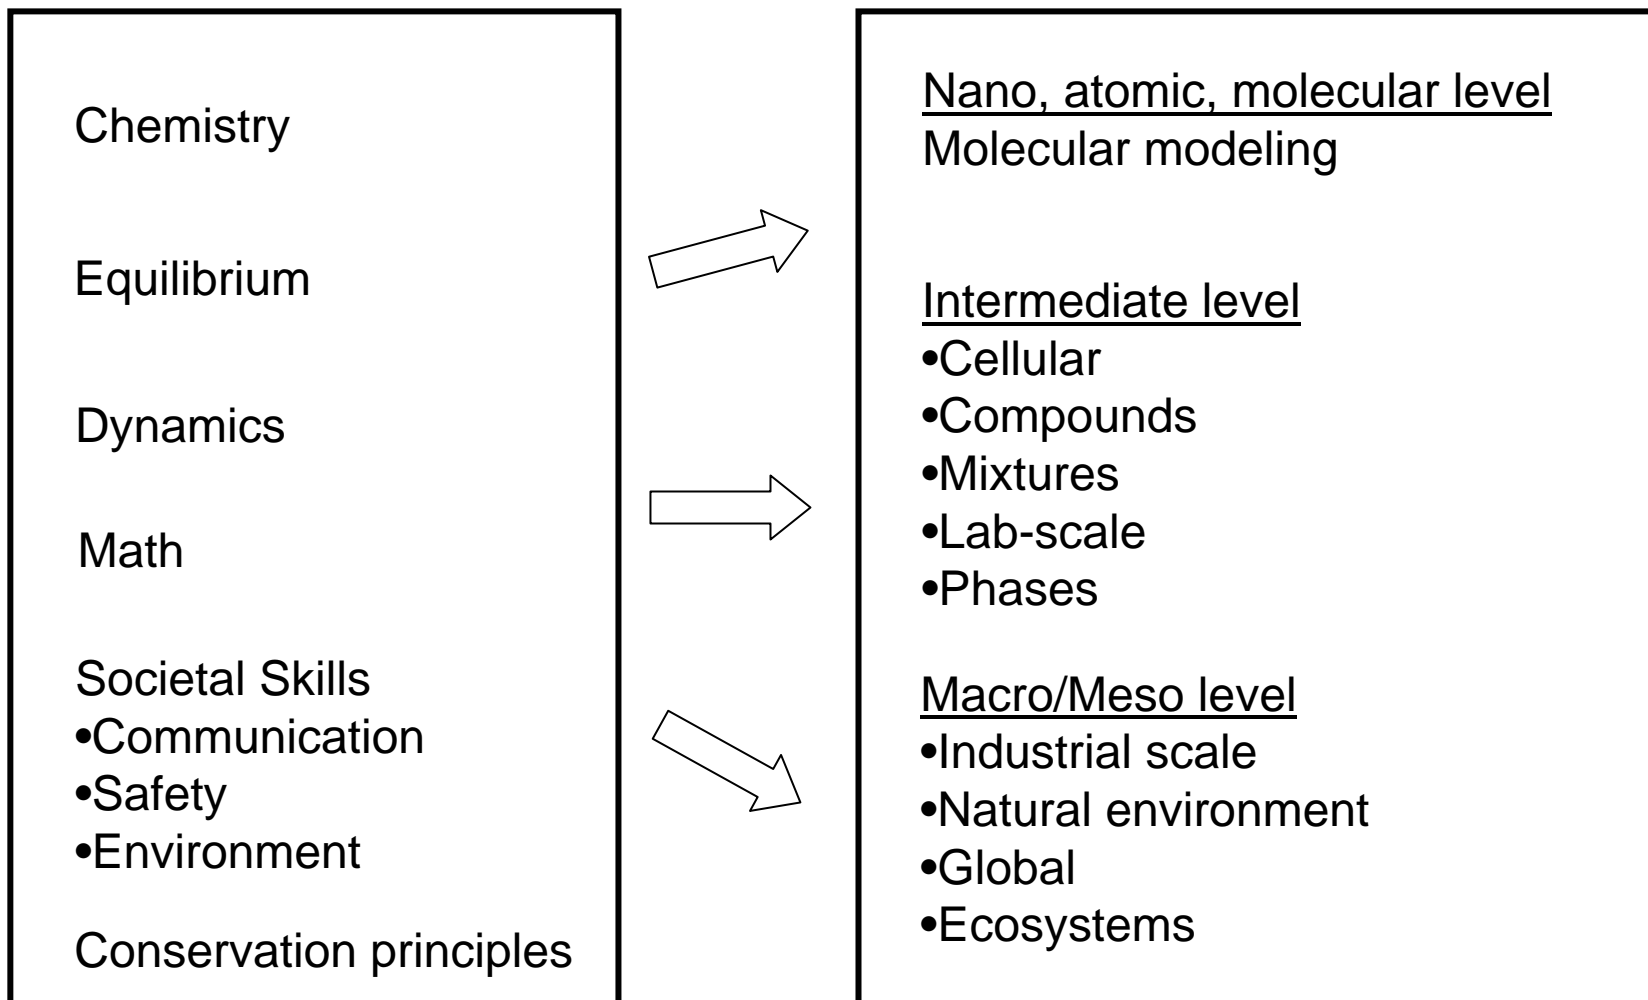 Chemistry
Equilibrium
Dynamics
Math
Societal Skills
•Communication
•Safety
•Environment
Conservation principles
Nano, atomic, molecular level
Molecular modeling
Intermediate level
•Cellular
•Compounds
•Mixtures
•Lab-scale
•Phases
Macro/Meso level
•Industrial scale
•Natural environment
•Global
•Ecosystems